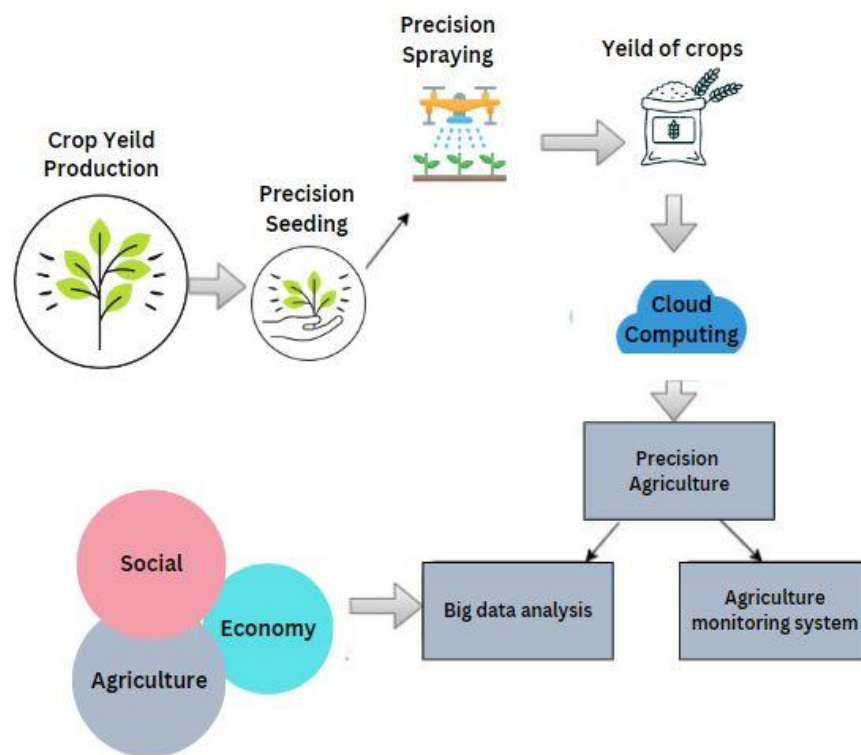 Precision
Spraying
Yeild of crops
Crop Yeild
Production
Precision
Seeding
Cloud
Computing
Precision
Agriculture
Social
Economy
Agriculture
Big data analysis
Agriculture
monitoring system